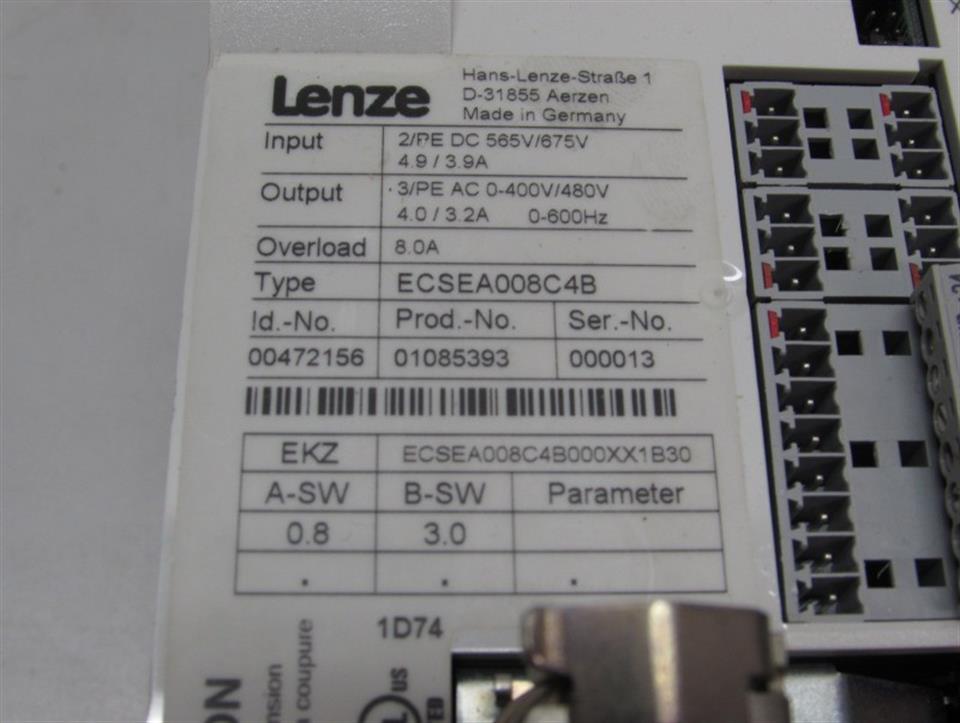 Lenze
Hans-Lenze-Straße 1
D-31855 Aerzen
Made in Germany
Input 2/PE DC 565V/675V
4.9 / 3.9A
Output 3/PE AC 0-400V/480V
4.0 / 3.2A 0-600Hz
Overload 8.0A
Type ECSEA008C4B
Id.-No. Prod.-No. Ser.-No.
00472156 01085393 000013
EKZ ECSEA008C4B000XX1B30
A-SW B-SW Parameter
0.8 3.0
. . .
1D74
US